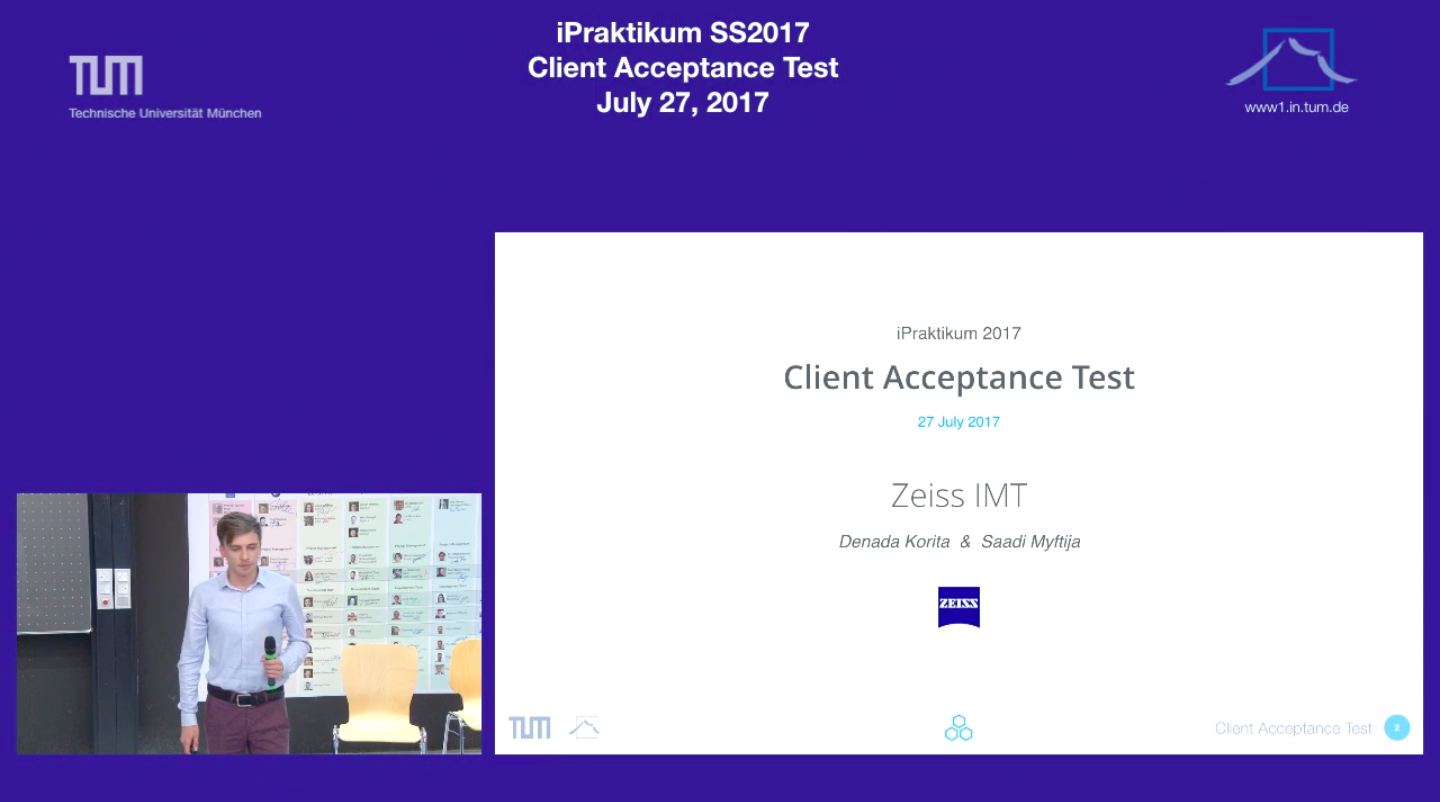 iPraktikum SS2017
Client Acceptance Test
July 27, 2017
TUM
Technische Universität München
www1.in.tum.de
iPraktikum 2017
Client Acceptance Test
27 July 2017
Zeiss IMT
Denada Korita & Saadi Myftija
ZEISS
TUM
Client Acceptance Test
2